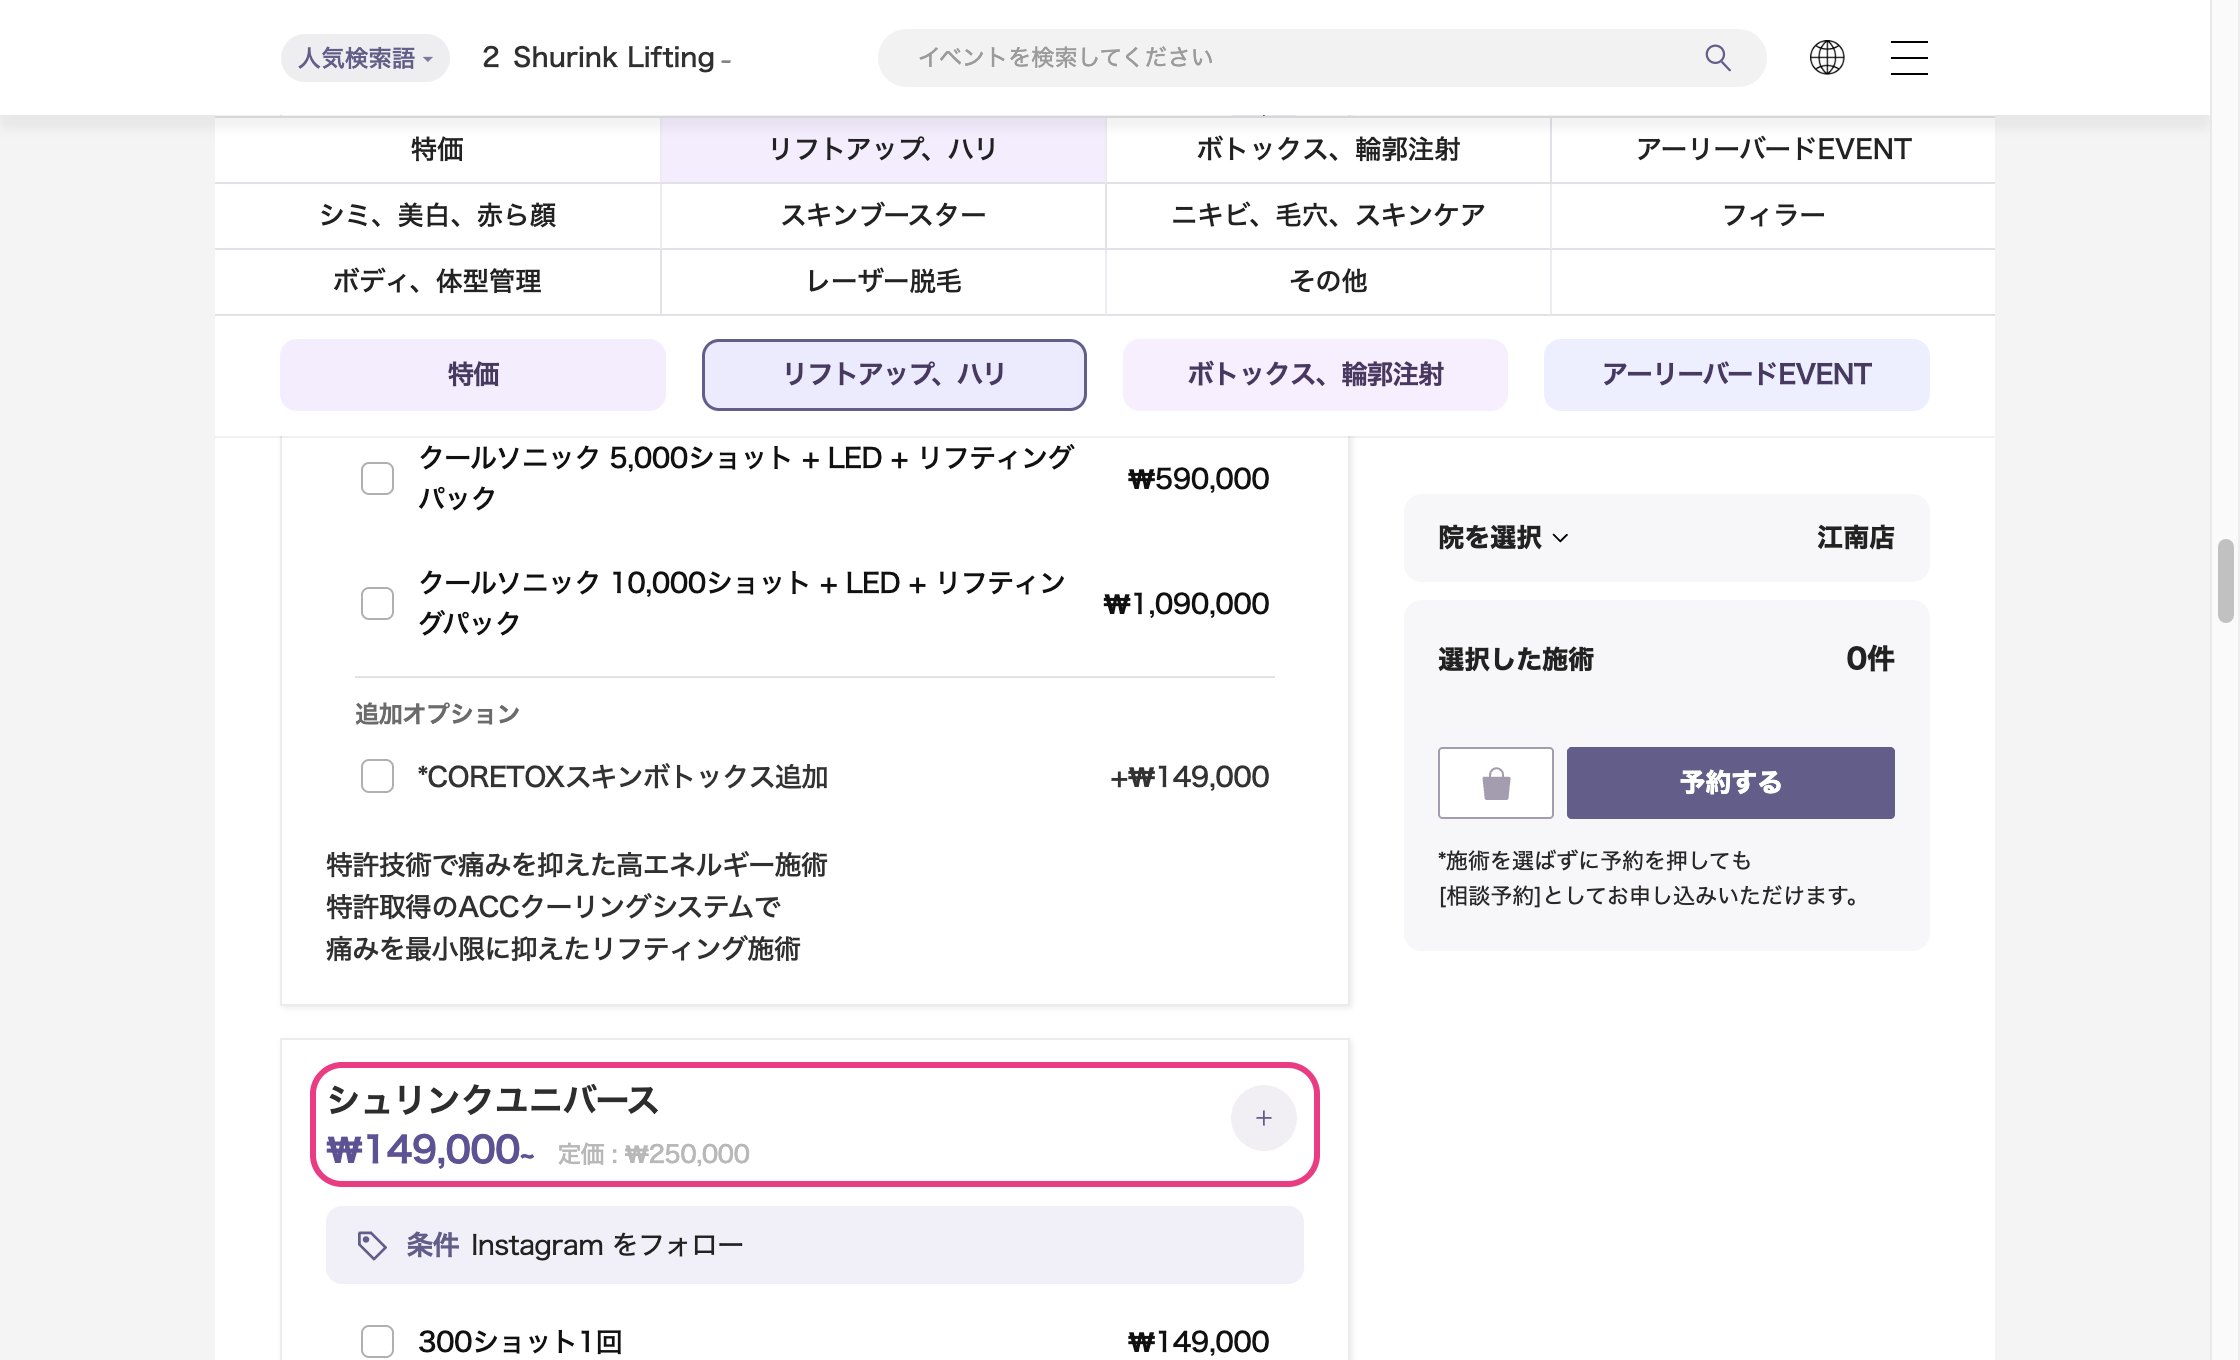 人気検索語
2 Shurink Lifting -
イベントを検索してください
特価
リフトアップ、ハリ
ボトックス、輪郭注射
アーリーバードEVENT
シミ、美白、赤ら顔
スキンブースター
ニキビ、毛穴、スキンケア
フィラー
ボディ、体型管理
レーザー脱毛
その他
特価
リフトアップ、ハリ
ボトックス、輪郭注射
アーリーバードEVENT
クールソニック 5,000ショット + LED + リフティング
パック
₩590,000
クールソニック 10,000ショット + LED + リフティン
グパック
₩1,090,000
追加オプション
*CORETOXスキンボトックス追加
+₩149,000
特許技術で痛みを抑えた高エネルギー施術
特許取得のACCクーリングシステムで
痛みを最小限に抑えたリフティング施術
院を選択
江南店
選択した施術
0件
予約する
*施術を選ばずに予約を押しても
[相談予約]としてお申し込みいただけます。
シュリンクユニバース
₩149,000~ 定価 : ₩250,000
+
条件 Instagram をフォロー
300ショット1回
₩149,000